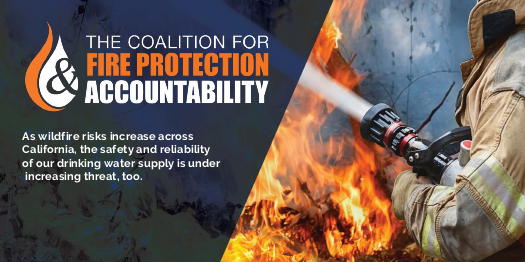 THE COALITION FOR
FIRE PROTECTION
& ACCOUNTABILITY
As wildfire risks increase across
California, the safety and reliability
of our drinking water supply is under
increasing threat, too.